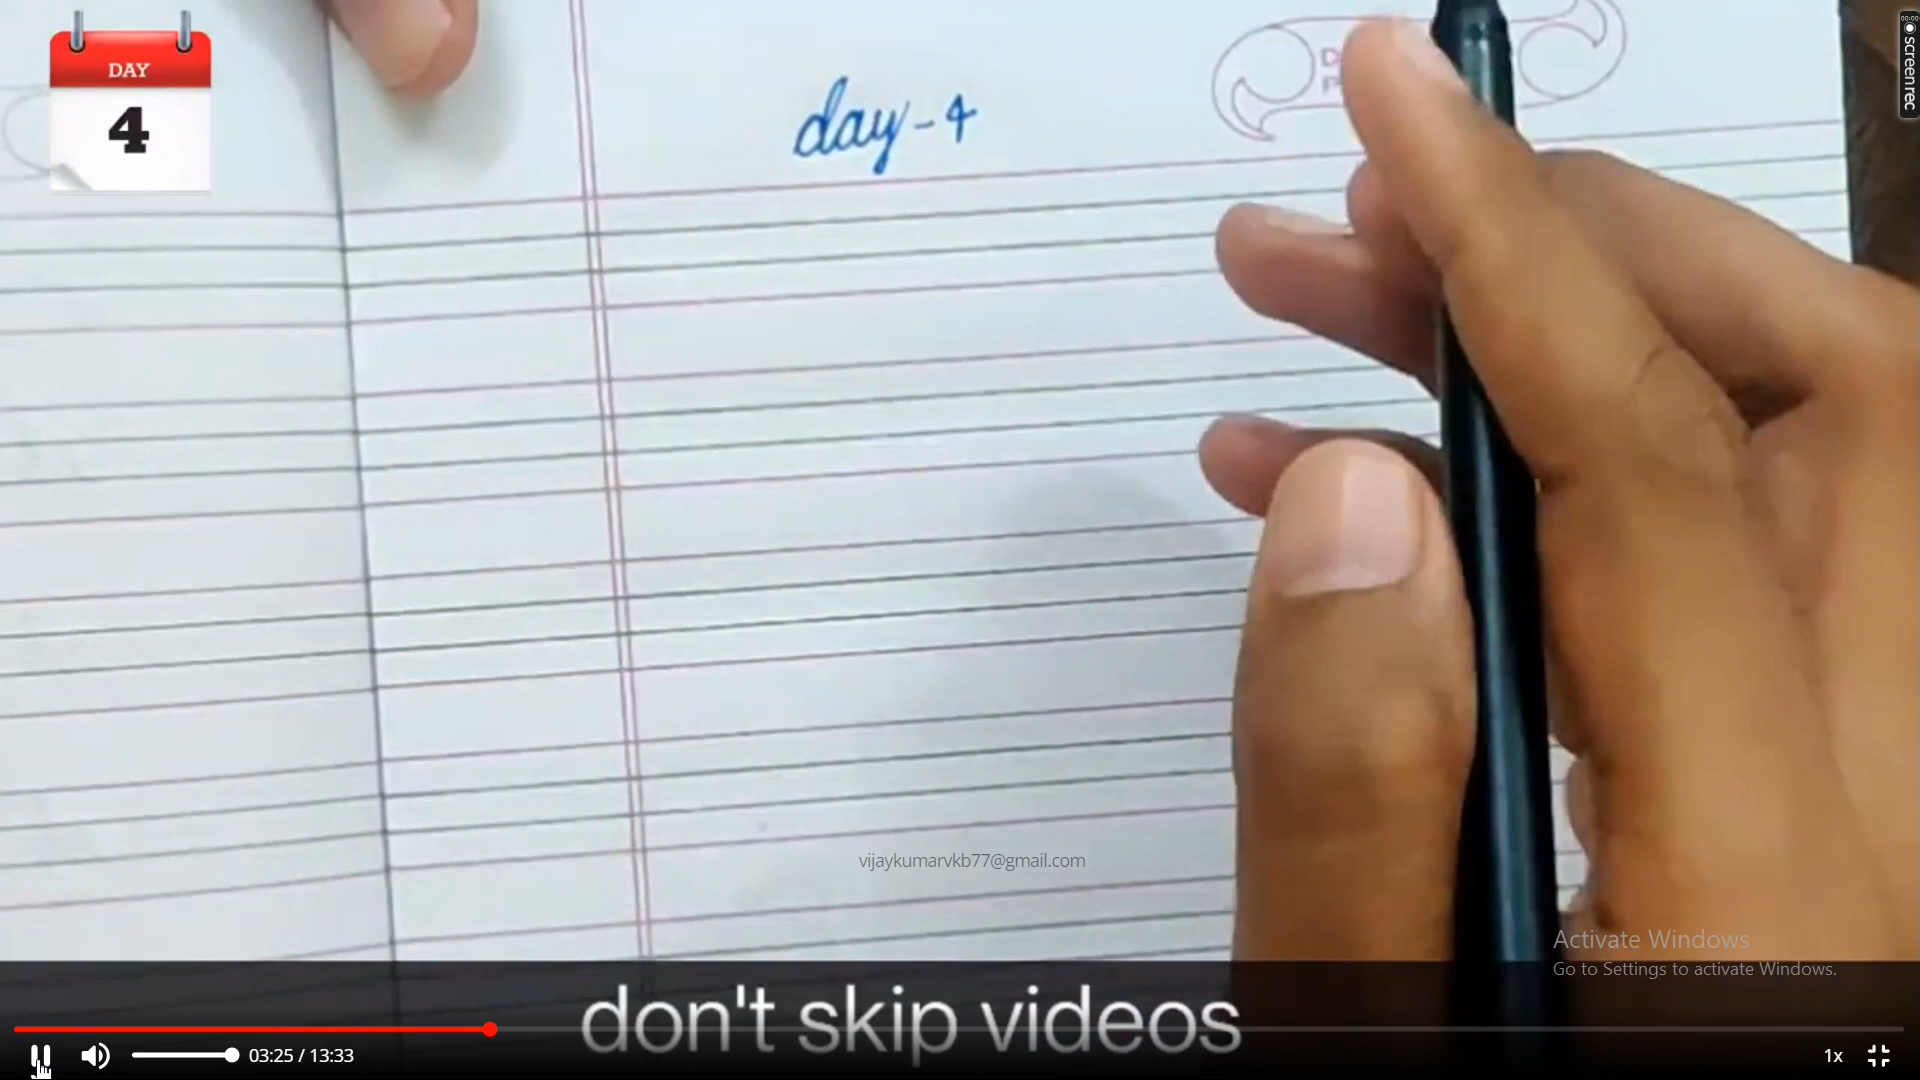 DAY
4
day-4
D
screenrec
vijaykumarvkb77@gmail.com
Activate Windows
Go to Settings to activate Windows.
don't skip videos
03:25 / 13:33
1x